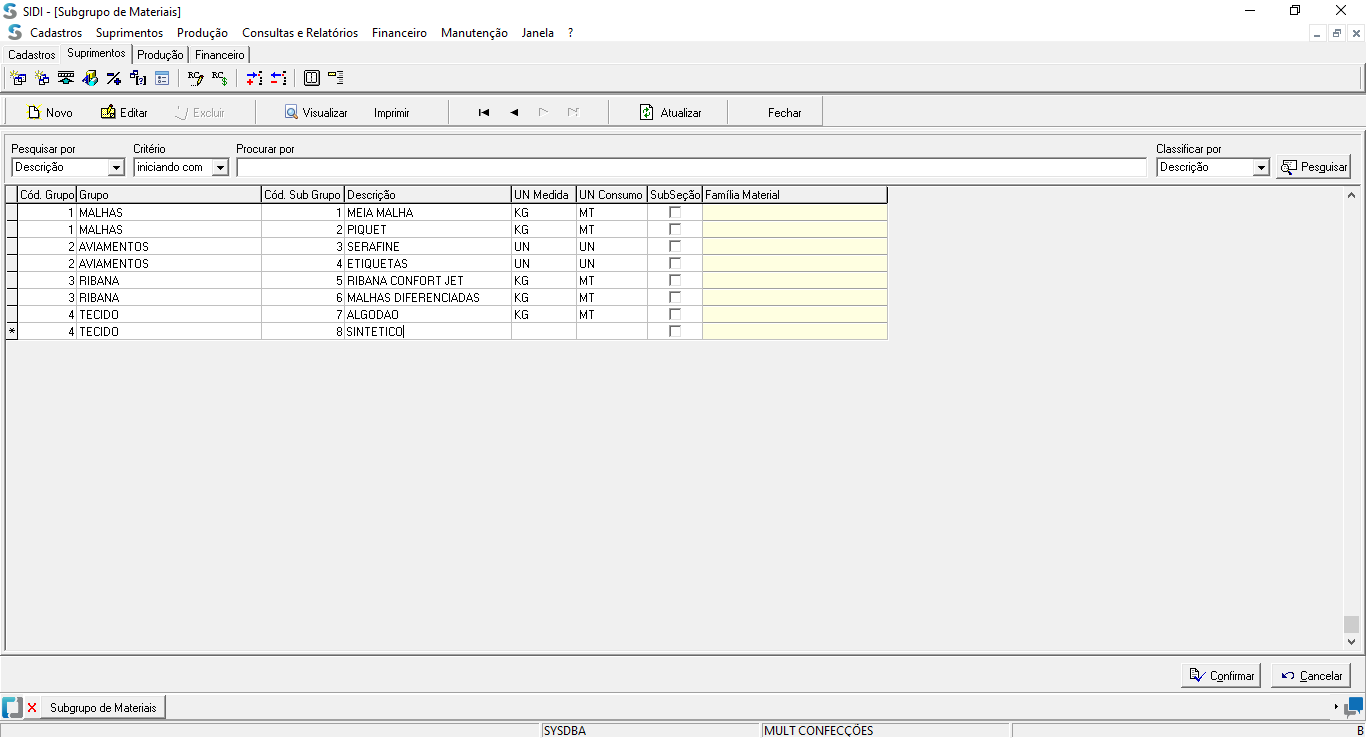 SIDI - [Subgrupo de Materiais]
Cadastros Suprimentos Produção Consultas e Relatórios Financeiro Manutenção Janela ?
Cadastros Suprimentos Produção Financeiro
Novo Editar Excluir Visualizar Imprimir Atualizar Fechar
Pesquisar por Critério Procurar por Classificar por
Descrição iniciando com Descrição Pesquisar
Cód. Grupo Grupo Cód. Sub Grupo Descrição UN Medida UN Consumo SubSeção Família Material
1 MALHAS 1 MEIA MALHA KG MT
1 MALHAS 2 PIQUET KG MT
2 AVIAMENTOS 3 SERAFINE UN UN
2 AVIAMENTOS 4 ETIQUETAS UN UN
3 RIBANA 5 RIBANA CONFORT JET KG MT
3 RIBANA 6 MALHAS DIFERENCIADAS KG MT
4 TECIDO 7 ALGODAO KG MT
* 4 TECIDO 8 SINTETICO
Confirmar Cancelar
Subgrupo de Materiais
SYSDBA MULT CONFECÇÕES B